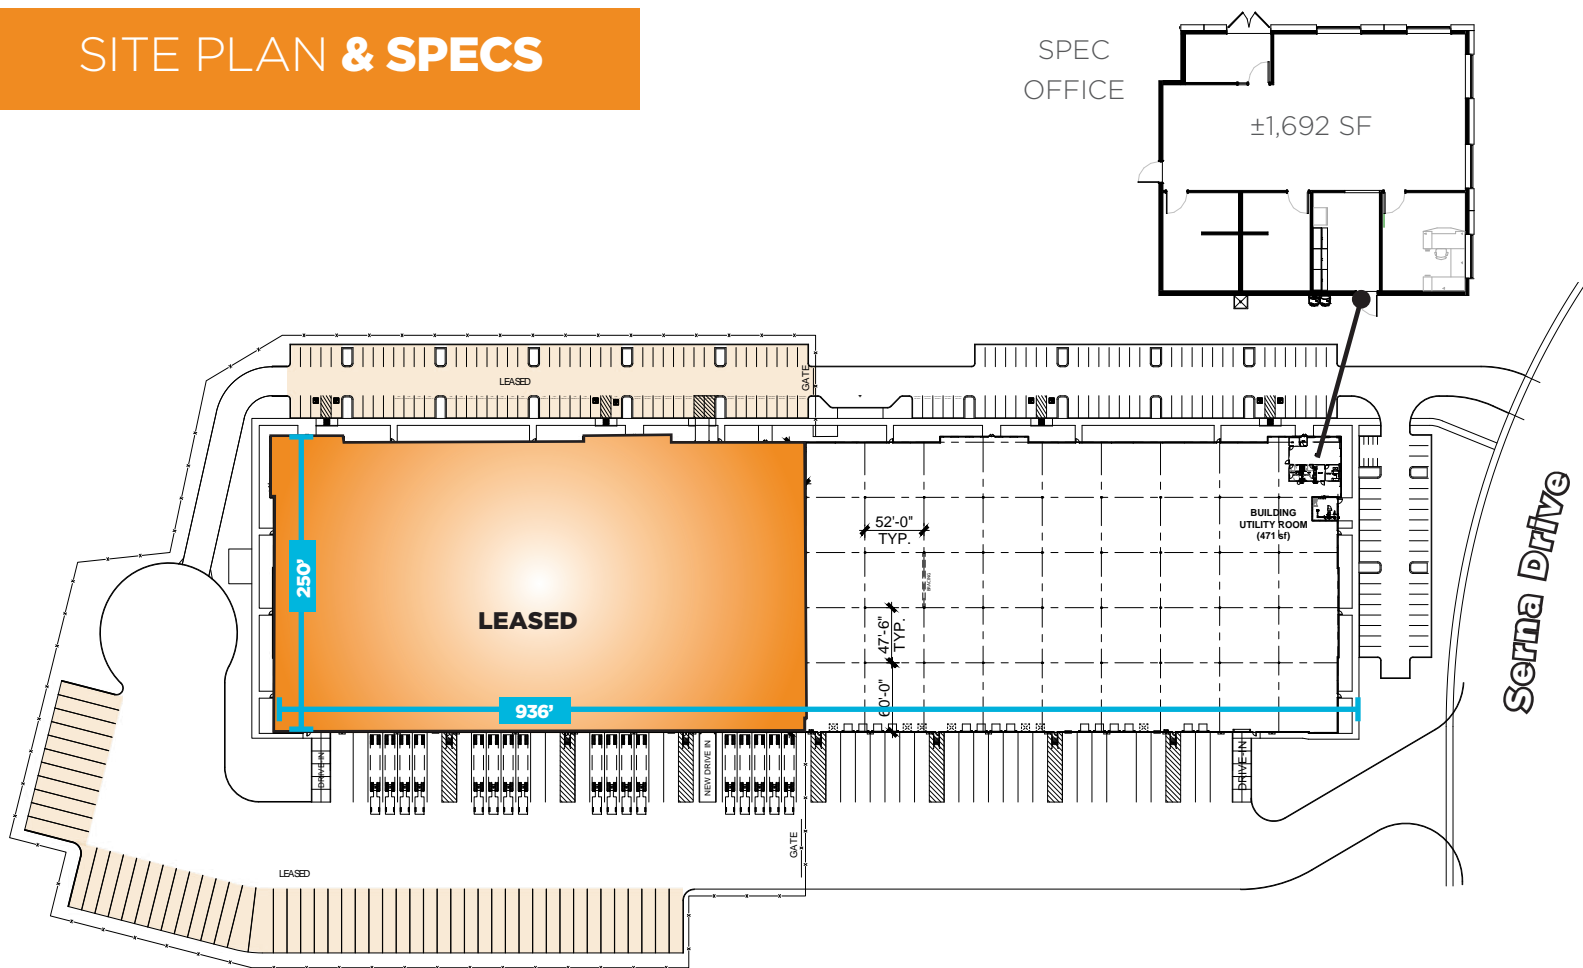 SITE PLAN & SPECS
SPEC
OFFICE
±1,692 SF
LEASED
GATE
52'-0"
TYP.
BUILDING
UTILITY ROOM
(471 sf)
250'
BRACING
LEASED
47'-6"
TYP.
60'-0"
936'
Serna Drive
DRIVE-IN
NEW DRIVE IN
DRIVE-IN
GATE
LEASED